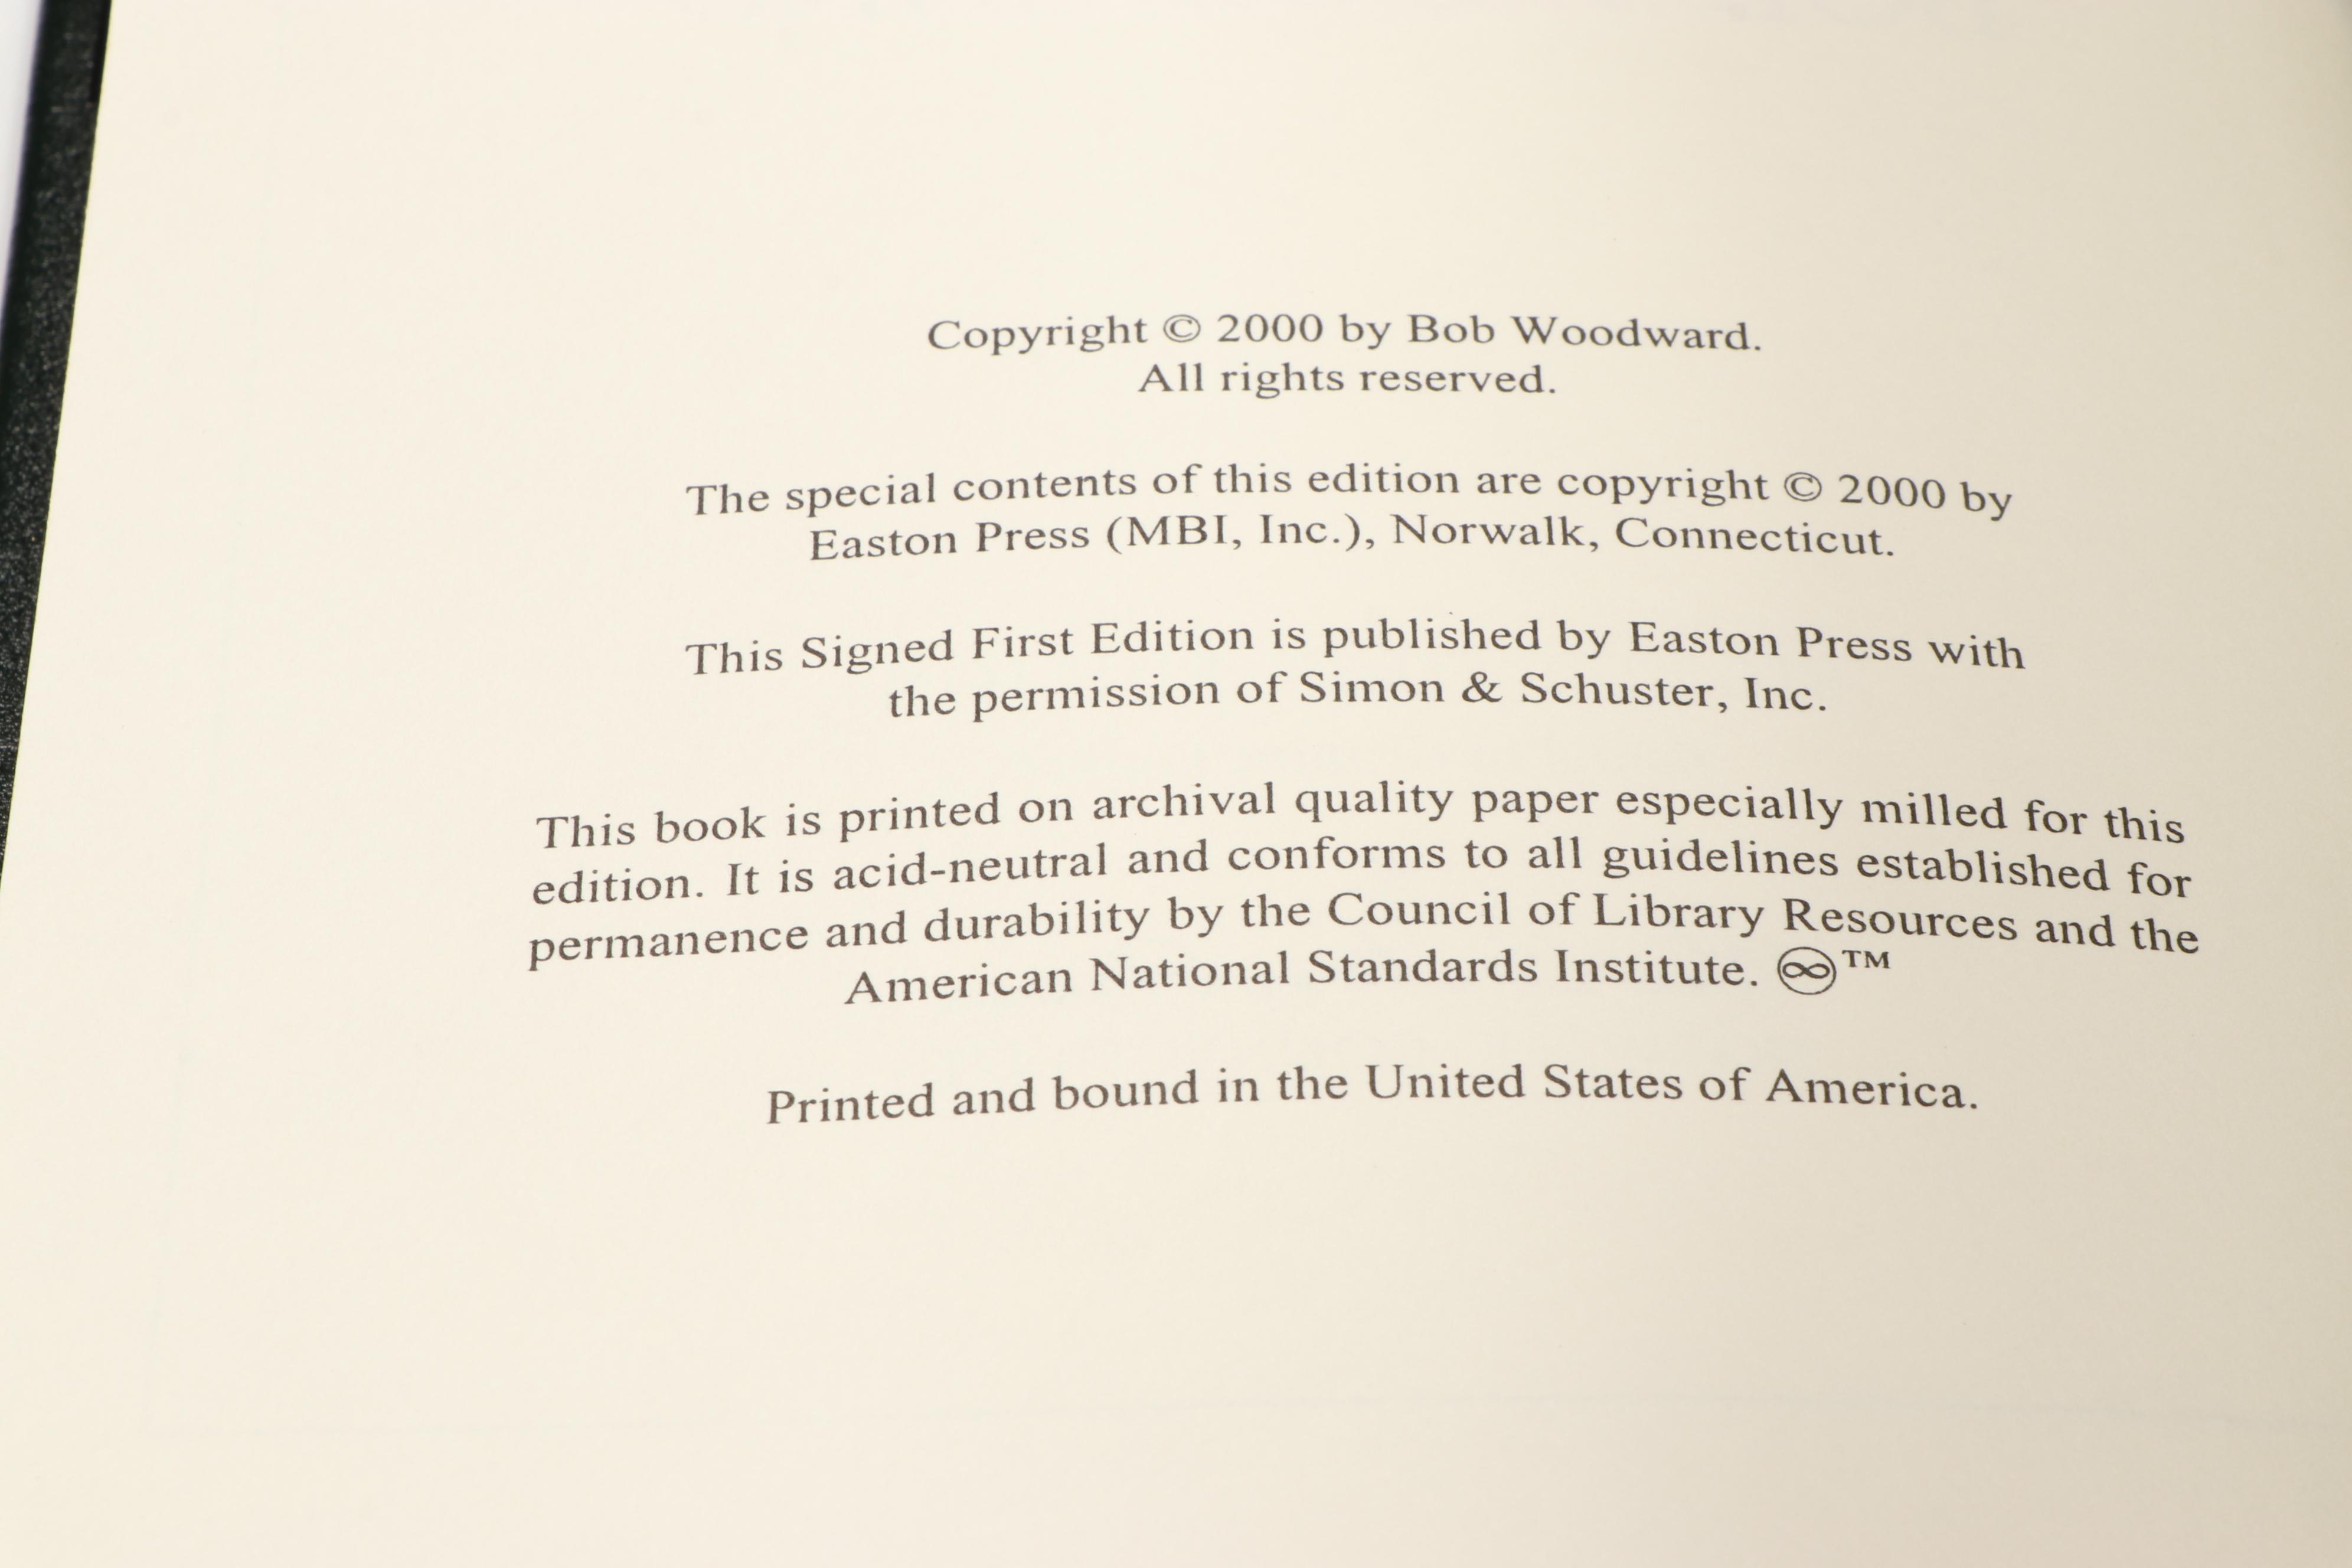 Copyright © 2000 by Bob Woodward.
All rights reserved.
The special contents of this edition are copyright © 2000 by
Easton Press (MBI, Inc.), Norwalk, Connecticut.
This Signed First Edition is published by Easton Press with
the permission of Simon & Schuster, Inc.
This book is printed on archival quality paper especially milled for this
edition. It is acid-neutral and conforms to all guidelines established for
permanence and durability by the Council of Library Resources and the
American National Standards Institute. ♾™
Printed and bound in the United States of America.